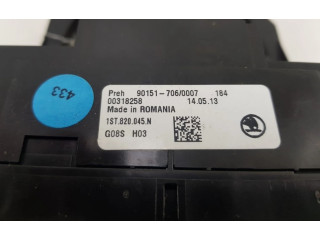 433
Preh 90151-706/0007 184
00318258 14.05.13
Made in ROMANIA
1ST.820.045.N
G08S H03